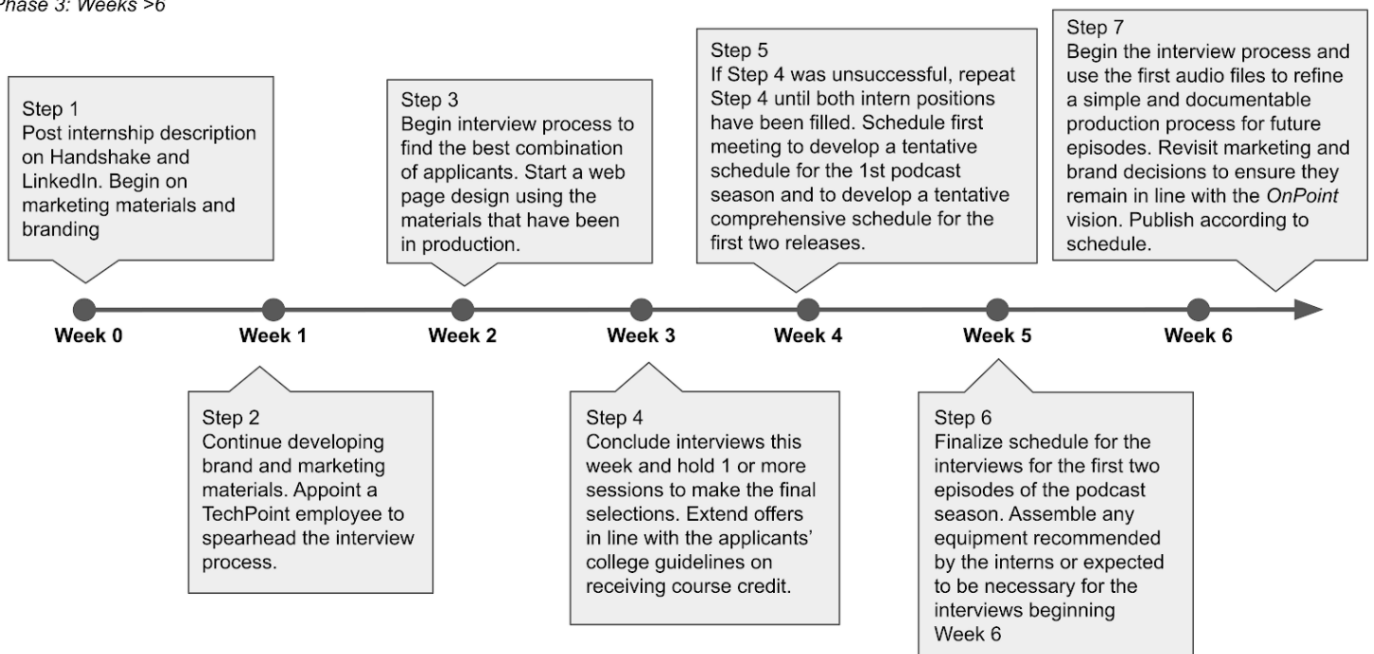 Phase 3: Weeks >6
Step 1
Post internship description
on Handshake and
LinkedIn. Begin on
marketing materials and
branding
Step 3
Begin interview process to
find the best combination
of applicants. Start a web
page design using the
materials that have been
in production.
Step 5
If Step 4 was unsuccessful, repeat
Step 4 until both intern positions
have been filled. Schedule first
meeting to develop a tentative
schedule for the 1st podcast
season and to develop a tentative
comprehensive schedule for the
first two releases.
Step 7
Begin the interview process and
use the first audio files to refine
a simple and documentable
production process for future
episodes. Revisit marketing and
brand decisions to ensure they
remain in line with the OnPoint
vision. Publish according to
schedule.
Week 0
Week 1
Week 2
Week 3
Week 4
Week 5
Week 6
Step 2
Continue developing
brand and marketing
materials. Appoint a
TechPoint employee to
spearhead the interview
process.
Step 4
Conclude interviews this
week and hold 1 or more
sessions to make the final
selections. Extend offers
in line with the applicants’
college guidelines on
receiving course credit.
Step 6
Finalize schedule for the
interviews for the first two
episodes of the podcast
season. Assemble any
equipment recommended
by the interns or expected
to be necessary for the
interviews beginning
Week 6